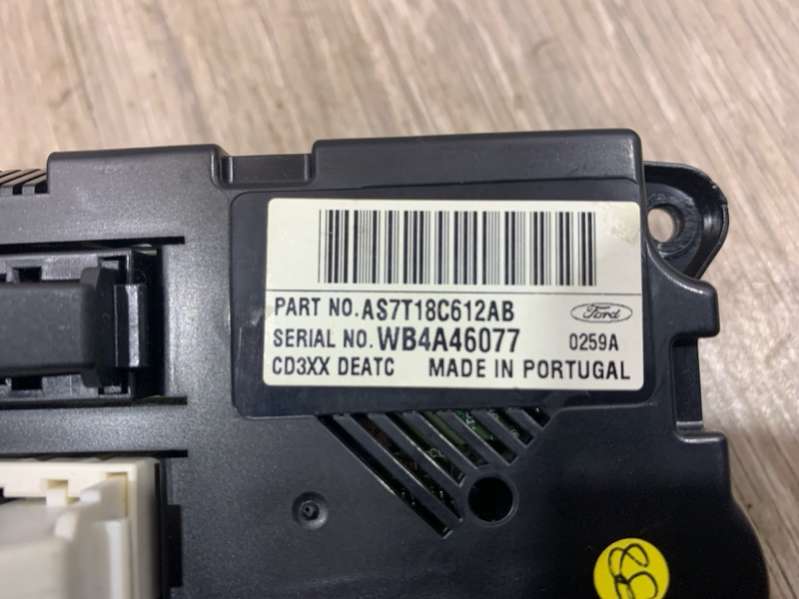 PART NO.AS7T18C612AB
Ford
SERIAL NO.WB4A46077 0259A
CD3XX DEATC MADE IN PORTUGAL